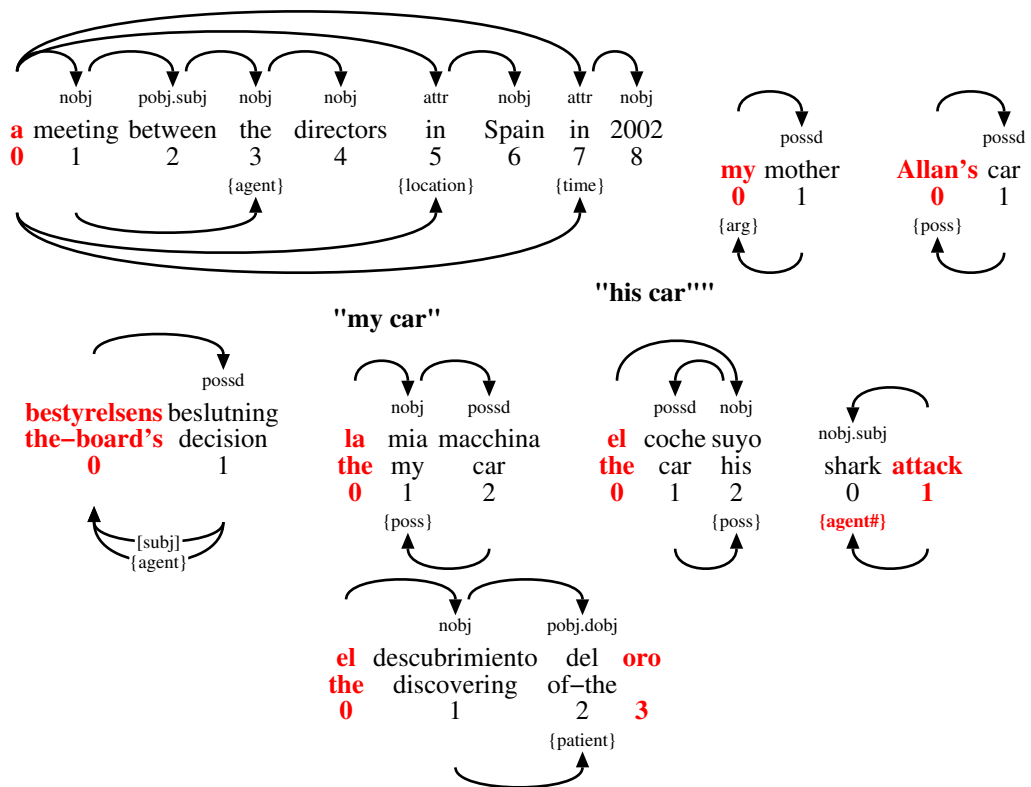 nobj pobj.subj nobj nobj attr nobj attr nobj
a meeting between the directors in Spain in 2002
0 1 2 3 4 5 6 7 8
{agent} {location} {time}
possd
my mother
0 1
{arg}
possd
Allan's car
0 1
{poss}
possd
bestyrelsens beslutning
the−board's decision
0 1
[subj]
{agent}
"my car"
nobj possd
la mia macchina
the my car
0 1 2
{poss}
"his car""
possd nobj
el coche suyo
the car his
0 1 2
{poss}
nobj.subj
shark attack
0 1
{agent#}
nobj pobj.dobj
el descubrimiento del oro
the discovering of−the
0 1 2 3
{patient}